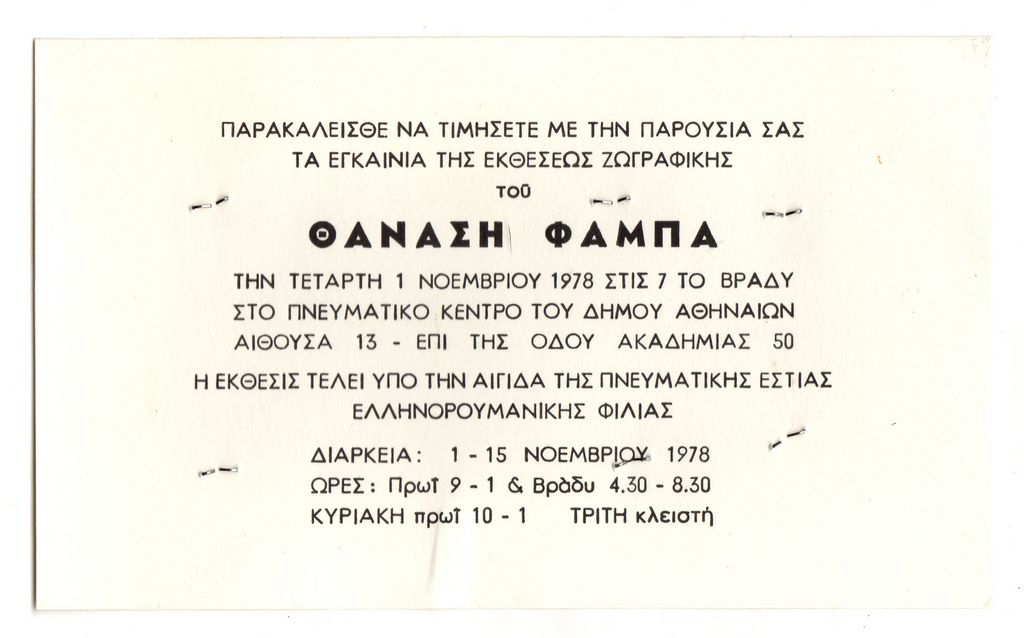 ΠΑΡΑΚΑΛΕΙΣΘΕ ΝΑ ΤΙΜΗΣΕΤΕ ΜΕ ΤΗΝ ΠΑΡΟΥΣΙΑ ΣΑΣ
ΤΑ ΕΓΚΑΙΝΙΑ ΤΗΣ ΕΚΘΕΣΕΩΣ ΖΩΓΡΑΦΙΚΗΣ
τοῦ
ΘΑΝΑΣΗ ΦΑΜΠΑ
ΤΗΝ ΤΕΤΑΡΤΗ 1 ΝΟΕΜΒΡΙΟΥ 1978 ΣΤΙΣ 7 ΤΟ ΒΡΑΔΥ
ΣΤΟ ΠΝΕΥΜΑΤΙΚΟ ΚΕΝΤΡΟ ΤΟΥ ΔΗΜΟΥ ΑΘΗΝΑΙΩΝ
ΑΙΘΟΥΣΑ 13 - ΕΠΙ ΤΗΣ ΟΔΟΥ ΑΚΑΔΗΜΙΑΣ 50
Η ΕΚΘΕΣΙΣ ΤΕΛΕΙ ΥΠΟ ΤΗΝ ΑΙΓΙΔΑ ΤΗΣ ΠΝΕΥΜΑΤΙΚΗΣ ΕΣΤΙΑΣ
ΕΛΛΗΝΟΡΟΥΜΑΝΙΚΗΣ ΦΙΛΙΑΣ
ΔΙΑΡΚΕΙΑ: 1 - 15 ΝΟΕΜΒΡΙΟΥ 1978
ΩΡΕΣ: Πρωῒ 9 - 1 & Βρὰδυ 4.30 - 8.30
ΚΥΡΙΑΚΗ πρωῒ 10 - 1 ΤΡΙΤΗ κλειστή